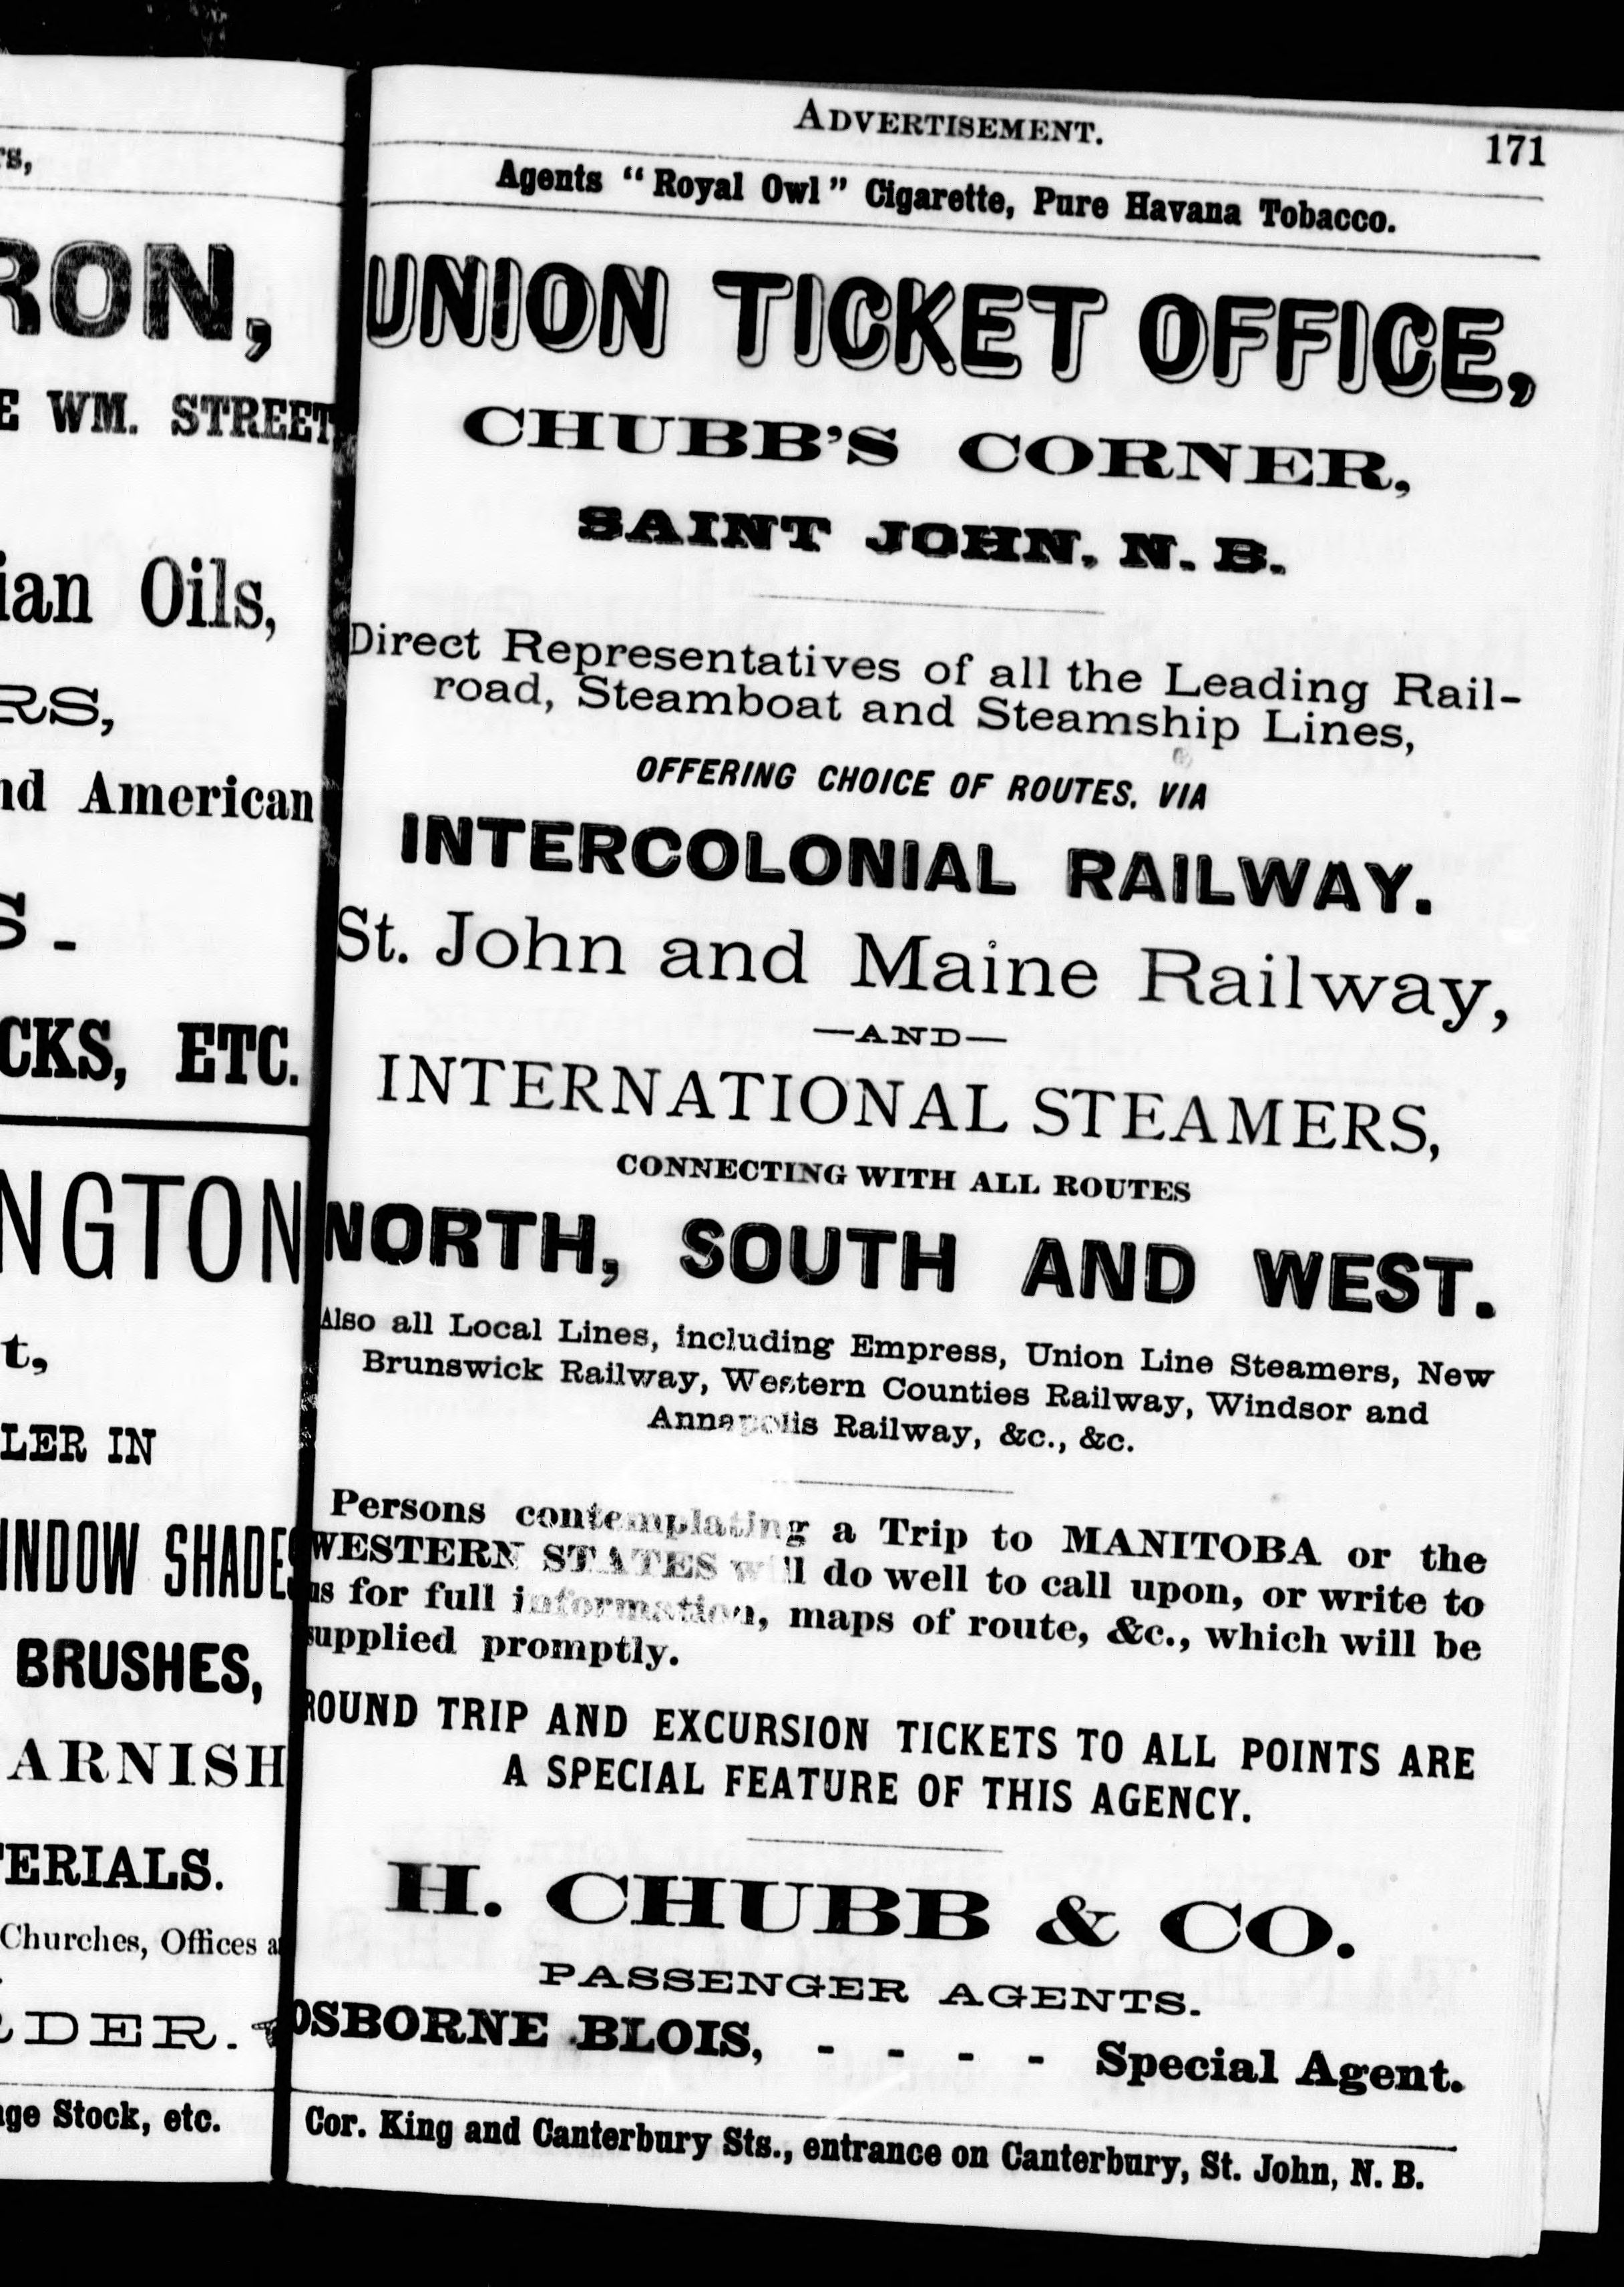 rs,
RON,
E WM. STREET
ian Oils,
RS,
nd American
S.
CKS, ETC.
NGTON
t,
LER IN
INDOW SHADES
BRUSHES,
ARNISH
TERIALS.
Churches, Offices a
RDER.
age Stock, etc.
ADVERTISEMENT. 171
Agents "Royal Owl" Cigarette, Pure Havana Tobacco.
UNION TICKET OFFICE,
CHUBB'S CORNER,
SAINT JOHN, N. B.
Direct Representatives of all the Leading Rail-
road, Steamboat and Steamship Lines,
OFFERING CHOICE OF ROUTES, VIA
INTERCOLONIAL RAILWAY.
St. John and Maine Railway,
—AND—
INTERNATIONAL STEAMERS,
CONNECTING WITH ALL ROUTES
NORTH, SOUTH AND WEST.
Also all Local Lines, including Empress, Union Line Steamers, New
Brunswick Railway, Western Counties Railway, Windsor and
Annapolis Railway, &c., &c.
Persons contemplating a Trip to MANITOBA or the
WESTERN STATES will do well to call upon, or write to
us for full information, maps of route, &c., which will be
supplied promptly.
ROUND TRIP AND EXCURSION TICKETS TO ALL POINTS ARE
A SPECIAL FEATURE OF THIS AGENCY.
H. CHUBB & CO.
PASSENGER AGENTS.
OSBORNE BLOIS, - - - - Special Agent.
Cor. King and Canterbury Sts., entrance on Canterbury, St. John, N. B.